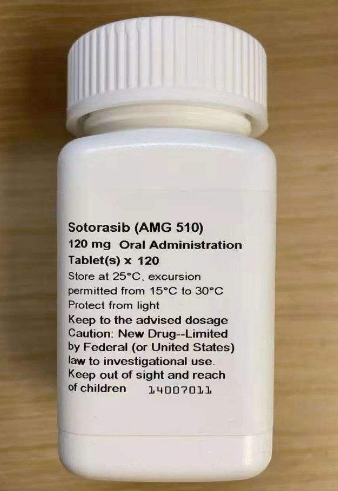 Sotorasib (AMG 510)
120 mg Oral Administration
Tablet(s) x 120
Store at 25°C, excursion
permitted from 15°C to 30°C
Protect from light
Keep to the advised dosage
Caution: New Drug--Limited
by Federal (or United States)
law to investigational use.
Keep out of sight and reach
of children 14007011